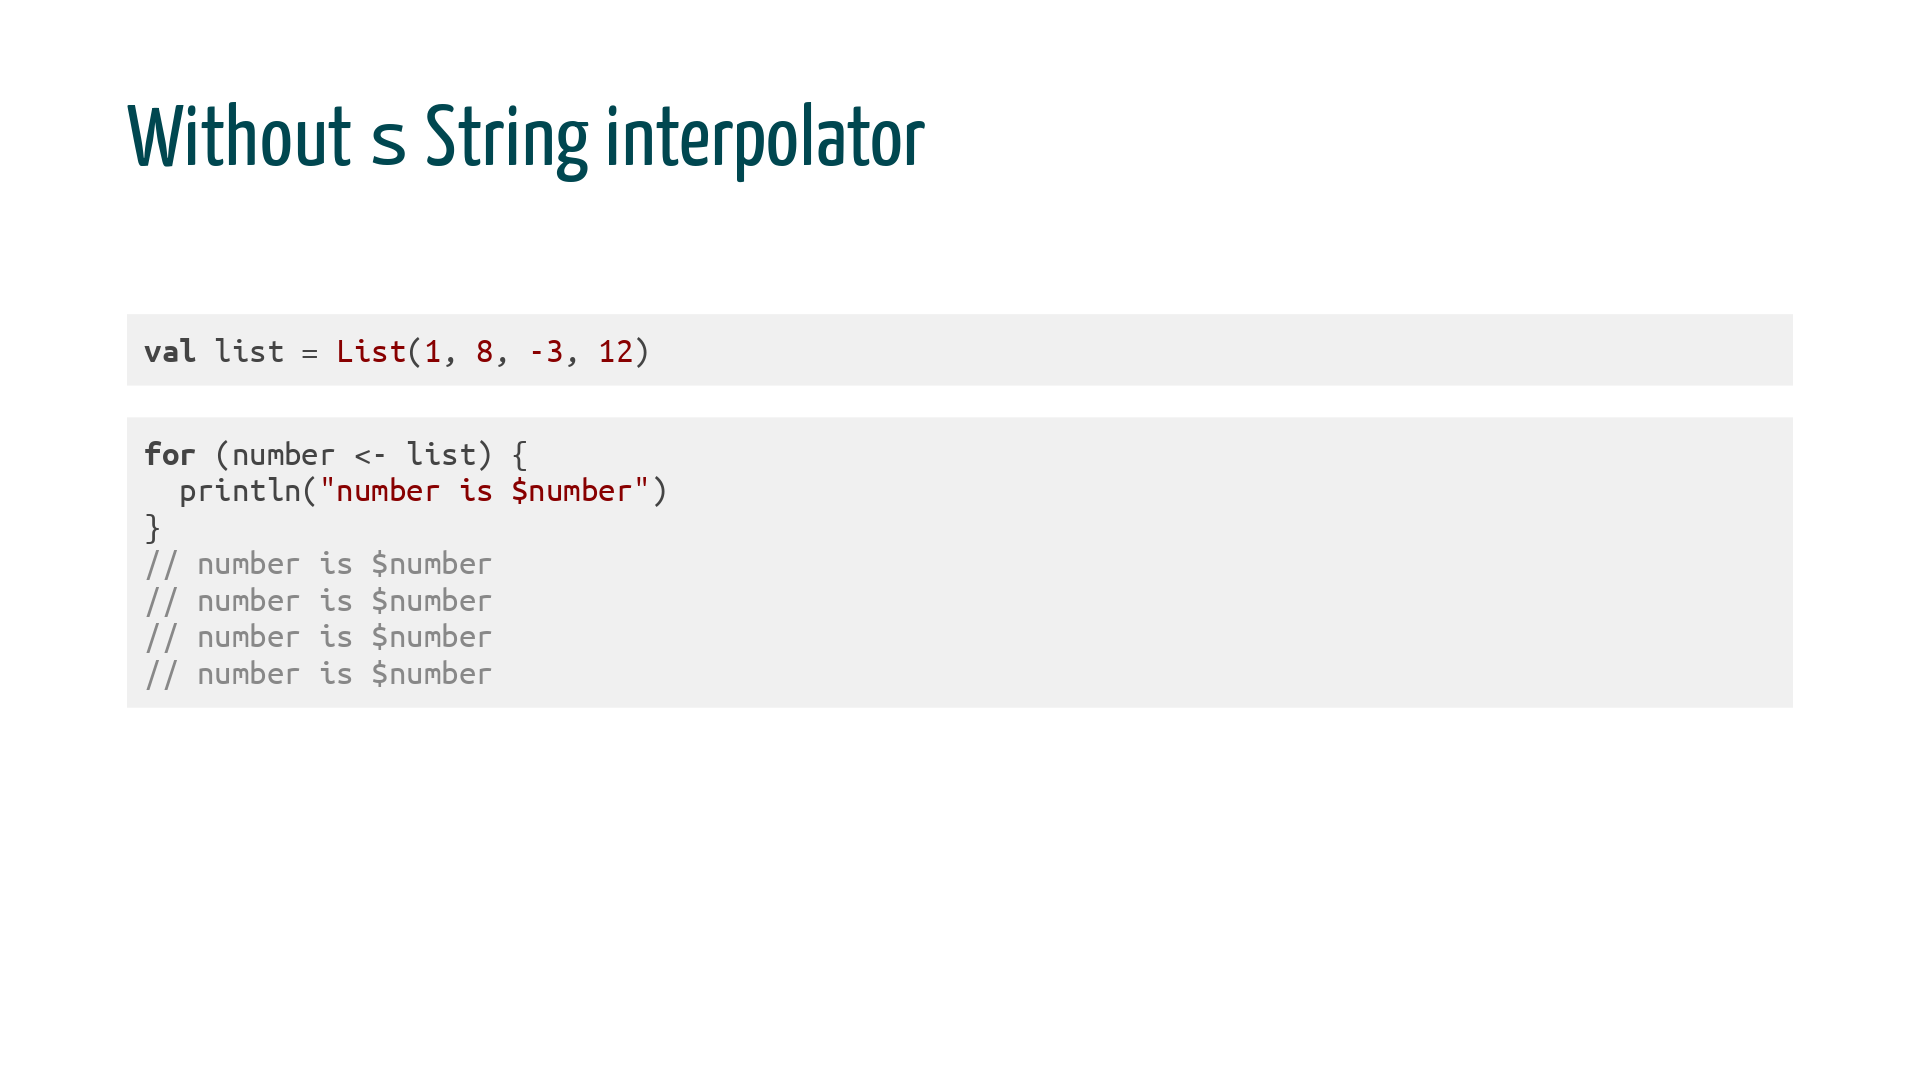 Without s String interpolator
val list = List(1, 8, -3, 12)
for (number <- list) {
  println("number is $number")
}
// number is $number
// number is $number
// number is $number
// number is $number